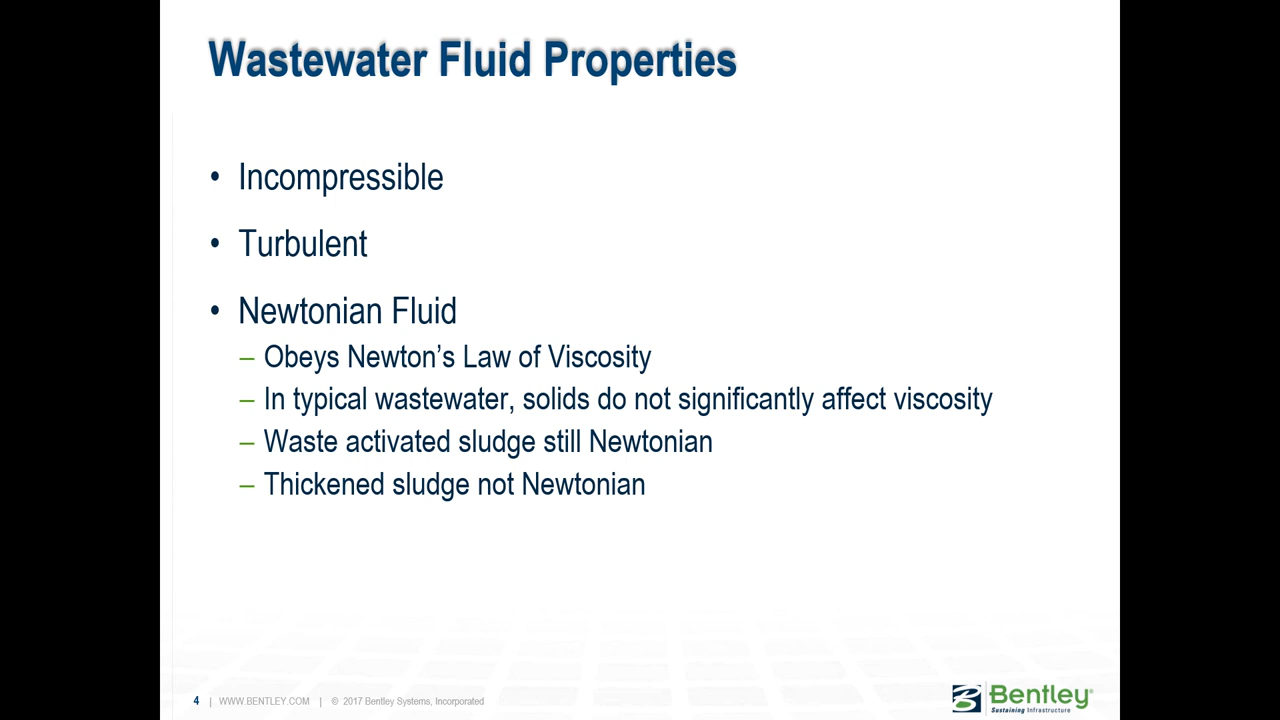 Wastewater Fluid Properties
• Incompressible
• Turbulent
• Newtonian Fluid
– Obeys Newton’s Law of Viscosity
– In typical wastewater, solids do not significantly affect viscosity
– Waste activated sludge still Newtonian
– Thickened sludge not Newtonian
4 | WWW.BENTLEY.COM | © 2017 Bentley Systems, Incorporated
Bentley®
Sustaining Infrastructure